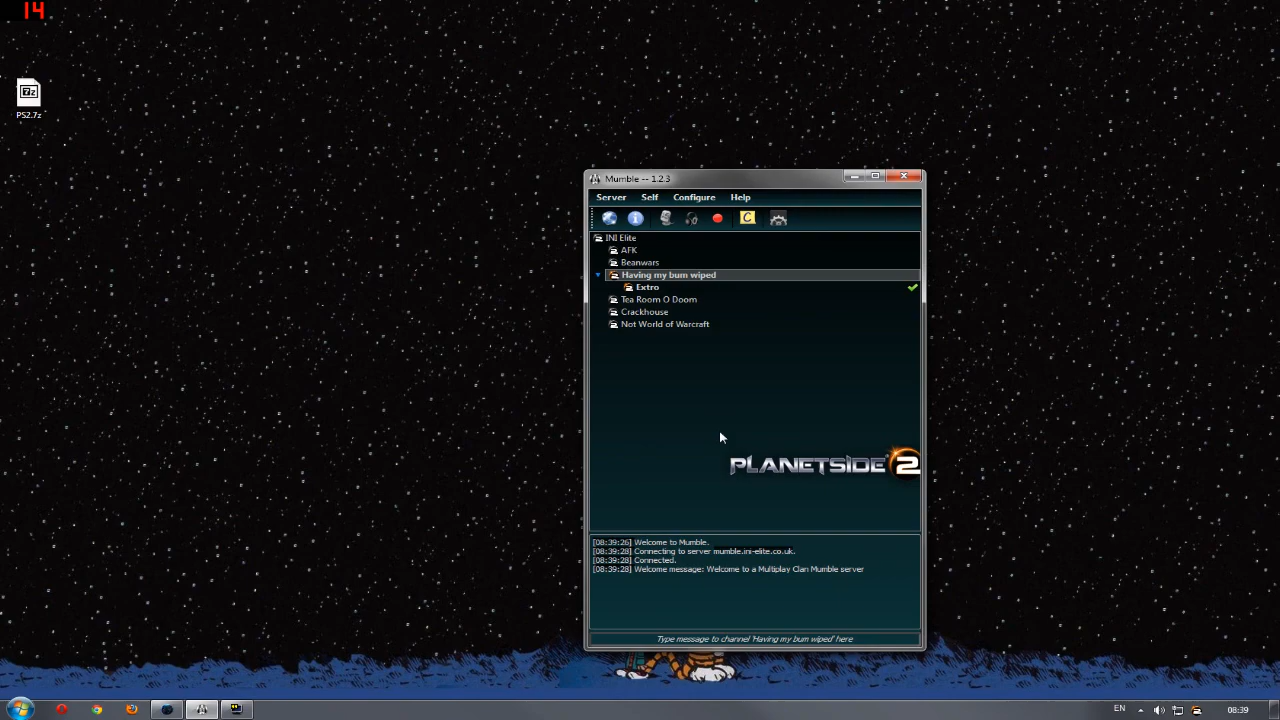 14
PS2.7z
Mumble -- 1.2.3
Server Self Configure Help
C
INI Elite
AFK
Beanwars
Having my bum wiped
Extro
Tea Room O Doom
Crackhouse
Not World of Warcraft
PLANETSIDE 2
[08:39:26] Welcome to Mumble.
[08:39:28] Connecting to server mumble.ini-elite.co.uk.
[08:39:28] Connected.
[08:39:28] Welcome message: Welcome to a Multiplay Clan Mumble server
Type message to channel 'Having my bum wiped' here
EN 08:39